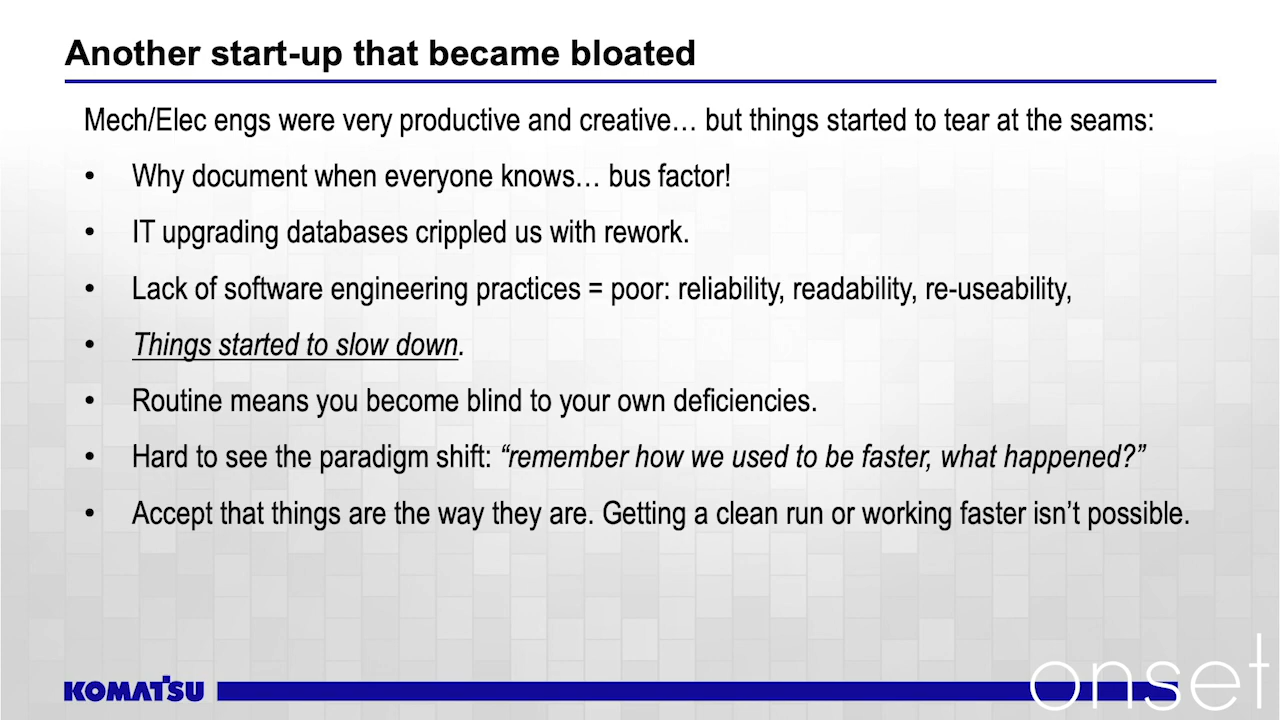 Another start-up that became bloated
Mech/Elec engs were very productive and creative… but things started to tear at the seams:
• Why document when everyone knows… bus factor!
• IT upgrading databases crippled us with rework.
• Lack of software engineering practices = poor: reliability, readability, re-useability,
• Things started to slow down.
• Routine means you become blind to your own deficiencies.
• Hard to see the paradigm shift: “remember how we used to be faster, what happened?”
• Accept that things are the way they are. Getting a clean run or working faster isn’t possible.
KOMATSU
onset